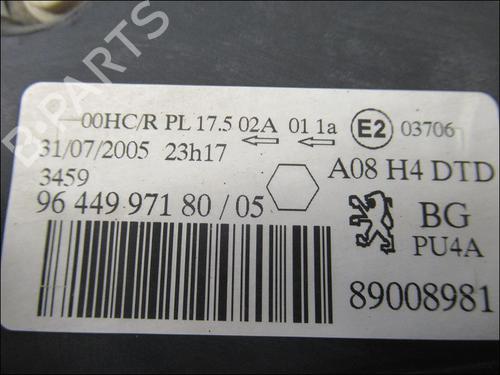 00HC/R PL 17.5 02A 01 1a E2 03706
31/07/2005 23h17
A08 H4 DTD
3459
96 449 971 80 / 05
BG
PU4A
89008981
B-PARTS